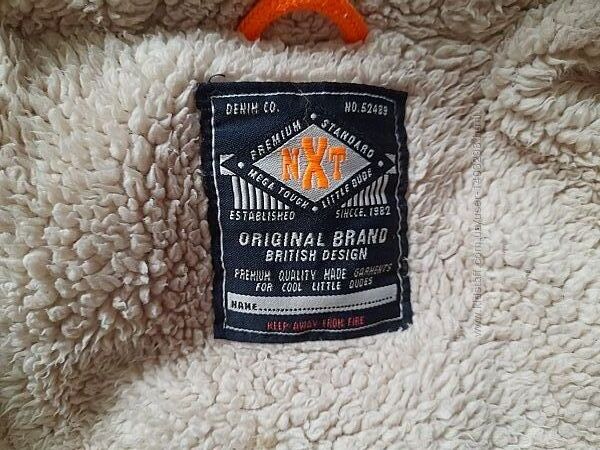 DENIM CO. NO.52489
PREMIUM STANDARD
NXT
MEGA TOUGH LITTLE DUDE
ESTABLISHED SINCE. 1982
ORIGINAL BRAND
BRITISH DESIGN
PREMIUM QUALITY MADE GARMENTS
FOR COOL LITTLE DUDES
NAME
KEEP AWAY FROM FIRE